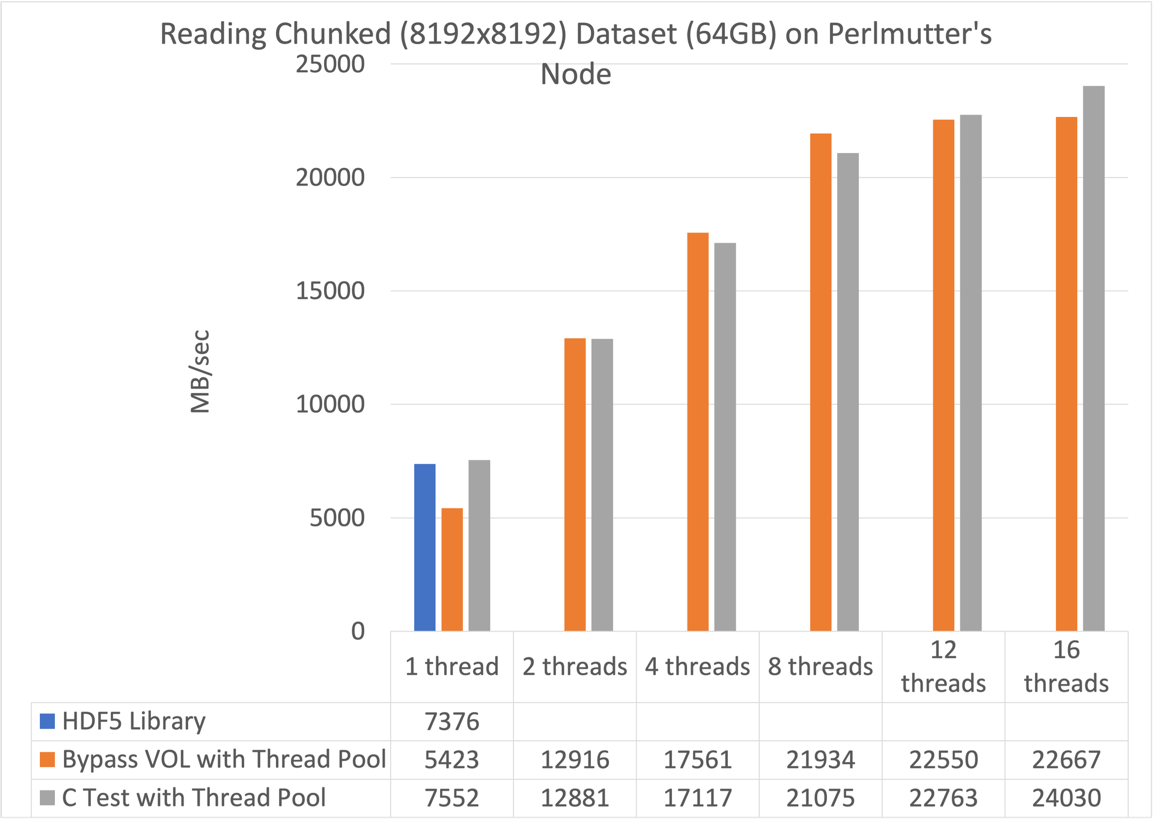 Reading Chunked (8192x8192) Dataset (64GB) on Perlmutter's
Node
25000
20000
15000
10000
5000
0
MB/sec
1 thread 2 threads 4 threads 8 threads 12 threads 16 threads
HDF5 Library 7376
Bypass VOL with Thread Pool 5423 12916 17561 21934 22550 22667
C Test with Thread Pool 7552 12881 17117 21075 22763 24030